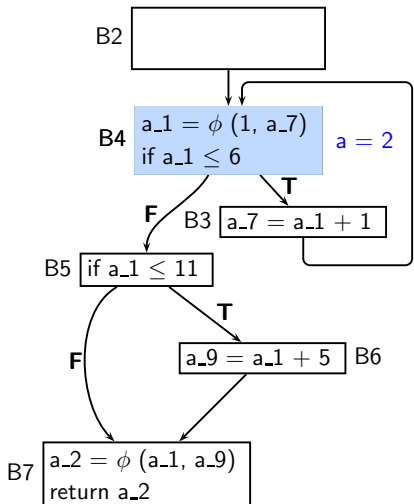 B2
B4
a_1 = ϕ (1, a_7)
if a_1 ≤ 6
a = 2
T
F
B3
a_7 = a_1 + 1
B5
if a_1 ≤ 11
T
F
a_9 = a_1 + 5
B6
B7
a_2 = ϕ (a_1, a_9)
return a_2